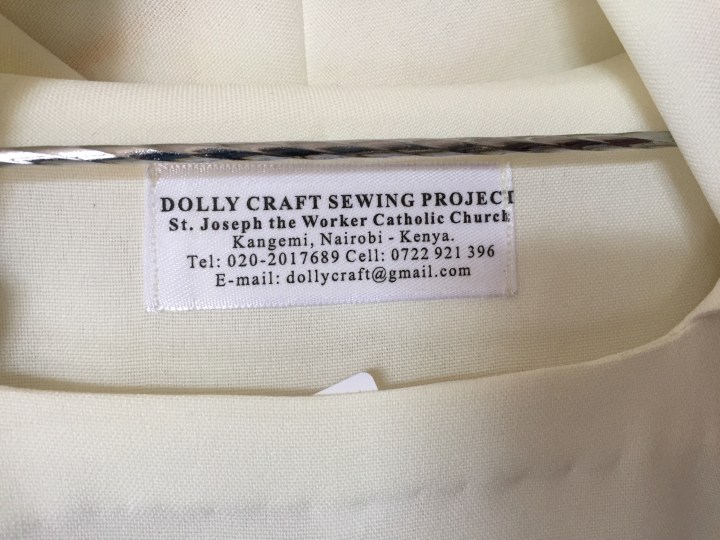 DOLLY CRAFT SEWING PROJECT
St. Joseph the Worker Catholic Church
Kangemi, Nairobi - Kenya.
Tel: 020-2017689 Cell: 0722 921 396
E-mail: dollycraft@gmail.com